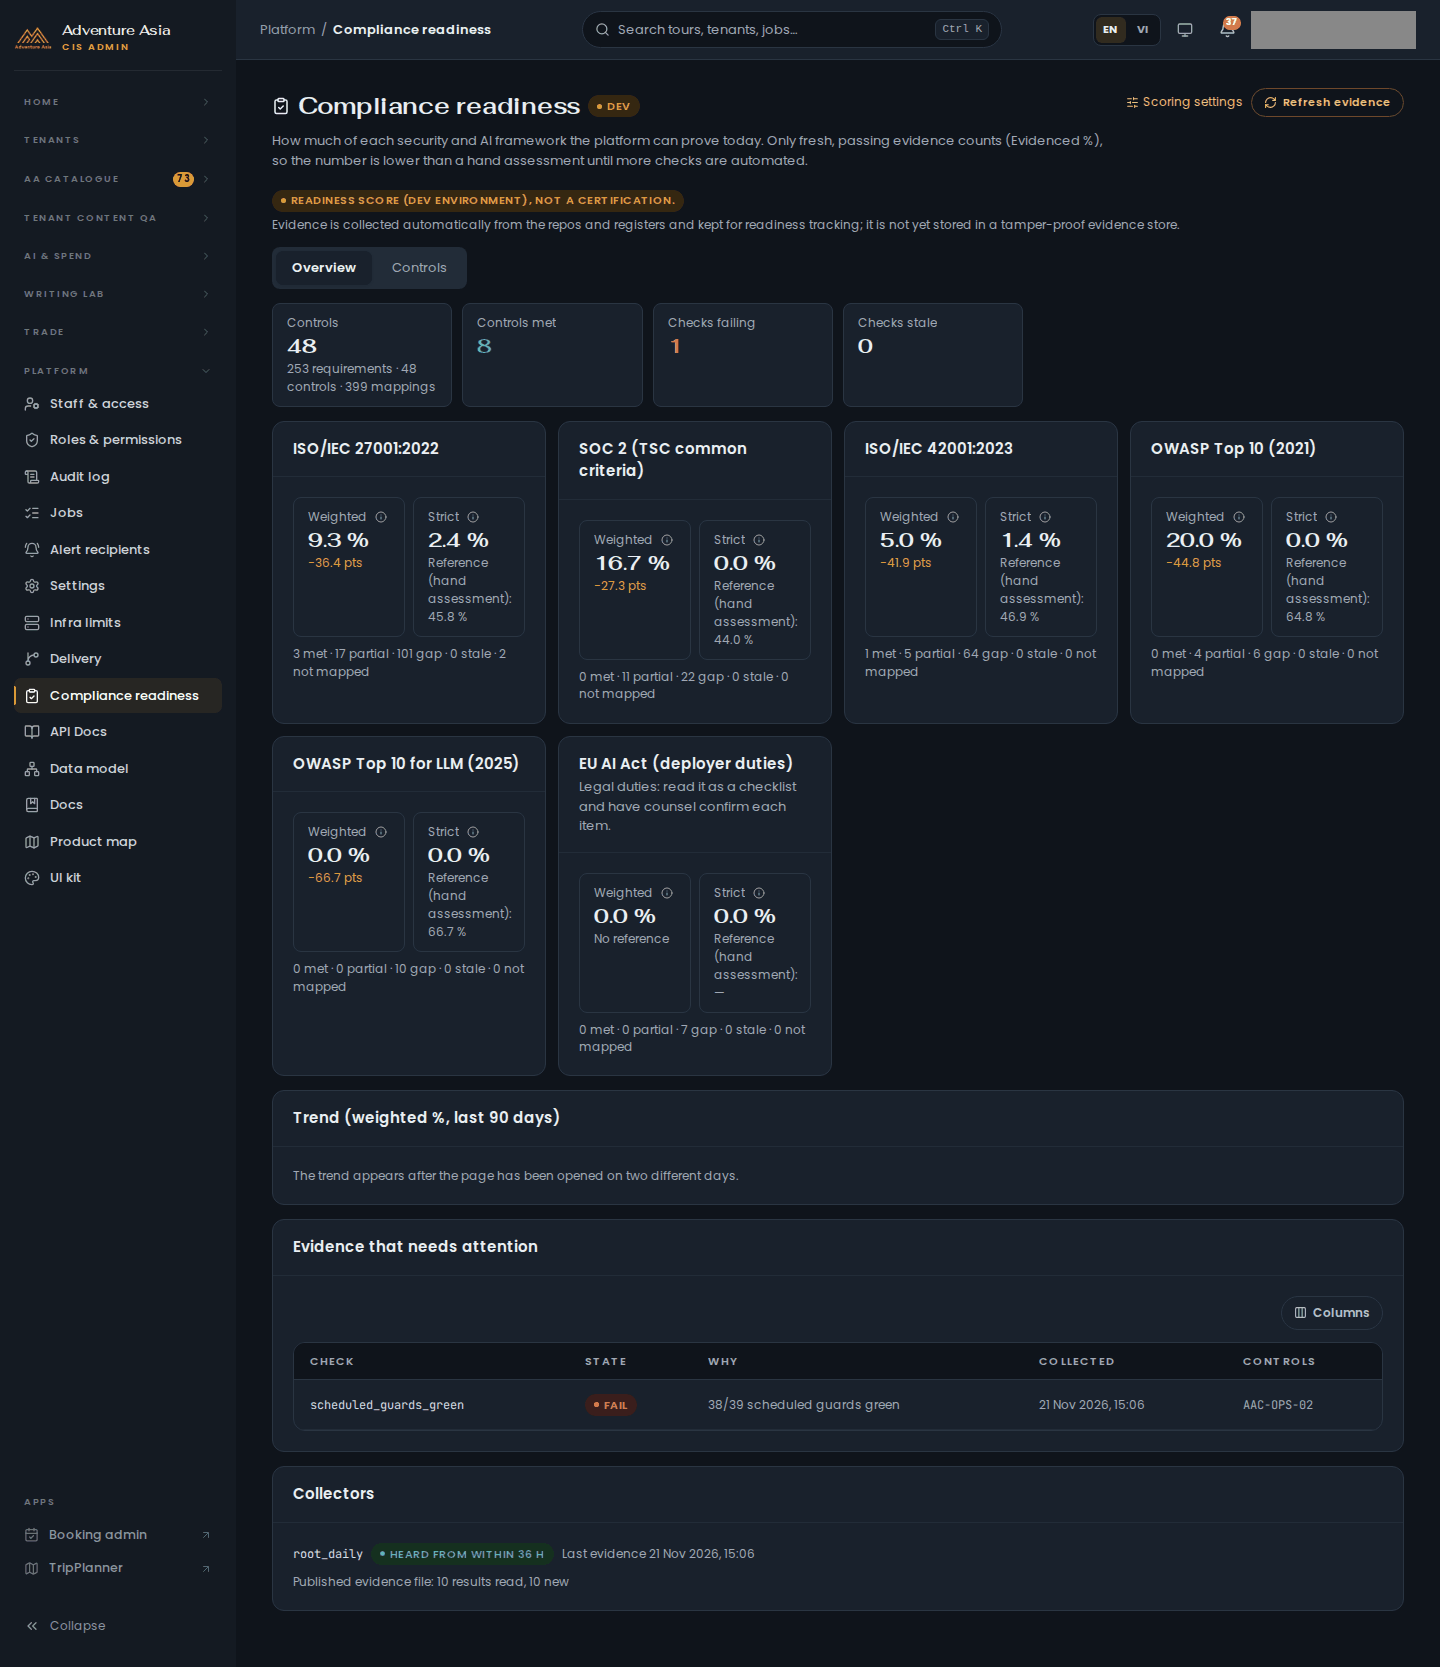 Adventure Asia
Adventure Asia
CIS ADMIN
HOME
TENANTS
AA CATALOGUE 73
TENANT CONTENT QA
AI & SPEND
WRITING LAB
TRADE
PLATFORM
Staff & access
Roles & permissions
Audit log
Jobs
Alert recipients
Settings
Infra limits
Delivery
Compliance readiness
API Docs
Data model
Docs
Product map
UI kit
APPS
Booking admin
TripPlanner
Collapse
Platform / Compliance readiness
Search tours, tenants, jobs... Ctrl K
EN VI
37
Compliance readiness DEV
Scoring settings Refresh evidence
How much of each security and AI framework the platform can prove today. Only fresh, passing evidence counts (Evidenced %),
so the number is lower than a hand assessment until more checks are automated.
READINESS SCORE (DEV ENVIRONMENT), NOT A CERTIFICATION.
Evidence is collected automatically from the repos and registers and kept for readiness tracking; it is not yet stored in a tamper-proof evidence store.
Overview Controls
Controls
48
253 requirements · 48
controls · 399 mappings
Controls met
8
Checks failing
1
Checks stale
0
ISO/IEC 27001:2022
Weighted
9.3 %
-36.4 pts
Strict
2.4 %
Reference
(hand
assessment):
45.8 %
3 met · 17 partial · 101 gap · 0 stale · 2
not mapped
SOC 2 (TSC common
criteria)
Weighted
16.7 %
-27.3 pts
Strict
0.0 %
Reference
(hand
assessment):
44.0 %
0 met · 11 partial · 22 gap · 0 stale · 0
not mapped
ISO/IEC 42001:2023
Weighted
5.0 %
-41.9 pts
Strict
1.4 %
Reference
(hand
assessment):
46.9 %
1 met · 5 partial · 64 gap · 0 stale · 0 not
mapped
OWASP Top 10 (2021)
Weighted
20.0 %
-44.8 pts
Strict
0.0 %
Reference
(hand
assessment):
64.8 %
0 met · 4 partial · 6 gap · 0 stale · 0 not
mapped
OWASP Top 10 for LLM (2025)
Weighted
0.0 %
-66.7 pts
Strict
0.0 %
Reference
(hand
assessment):
66.7 %
0 met · 0 partial · 10 gap · 0 stale · 0 not
mapped
EU AI Act (deployer duties)
Legal duties: read it as a checklist
and have counsel confirm each
item.
Weighted
0.0 %
No reference
Strict
0.0 %
Reference
(hand
assessment):
—
0 met · 0 partial · 7 gap · 0 stale · 0 not
mapped
Trend (weighted %, last 90 days)
The trend appears after the page has been opened on two different days.
Evidence that needs attention
Columns
CHECK STATE WHY COLLECTED CONTROLS
scheduled_guards_green FAIL 38/39 scheduled guards green 21 Nov 2026, 15:06 AAC-OPS-02
Collectors
root_daily HEARD FROM WITHIN 36 H Last evidence 21 Nov 2026, 15:06
Published evidence file: 10 results read, 10 new